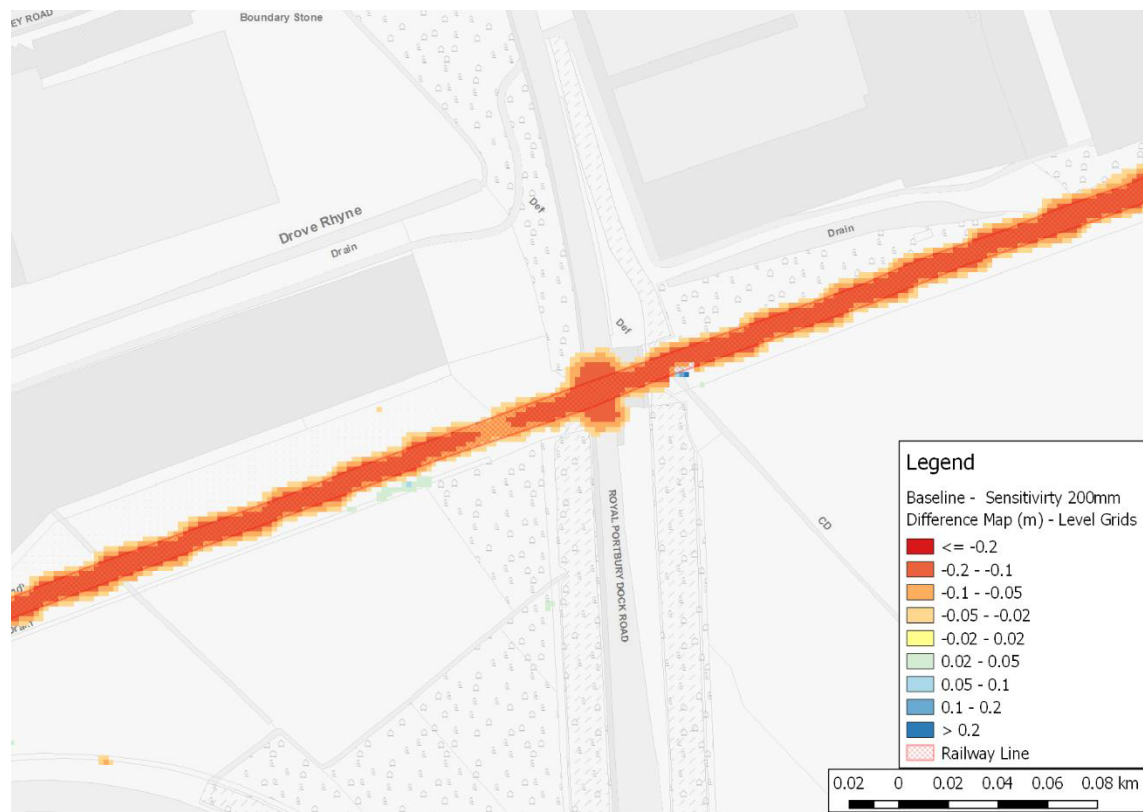 EY ROAD
Boundary Stone
Def
Drove Rhyne
Drain
Drain
Def
ROYAL PORTBURY DOCK ROAD
CD
Legend
Baseline - Sensitivirty 200mm
Difference Map (m) - Level Grids
<= -0.2
-0.2 - -0.1
-0.1 - -0.05
-0.05 - -0.02
-0.02 - 0.02
0.02 - 0.05
0.05 - 0.1
0.1 - 0.2
> 0.2
Railway Line
0.02 0 0.02 0.04 0.06 0.08 km